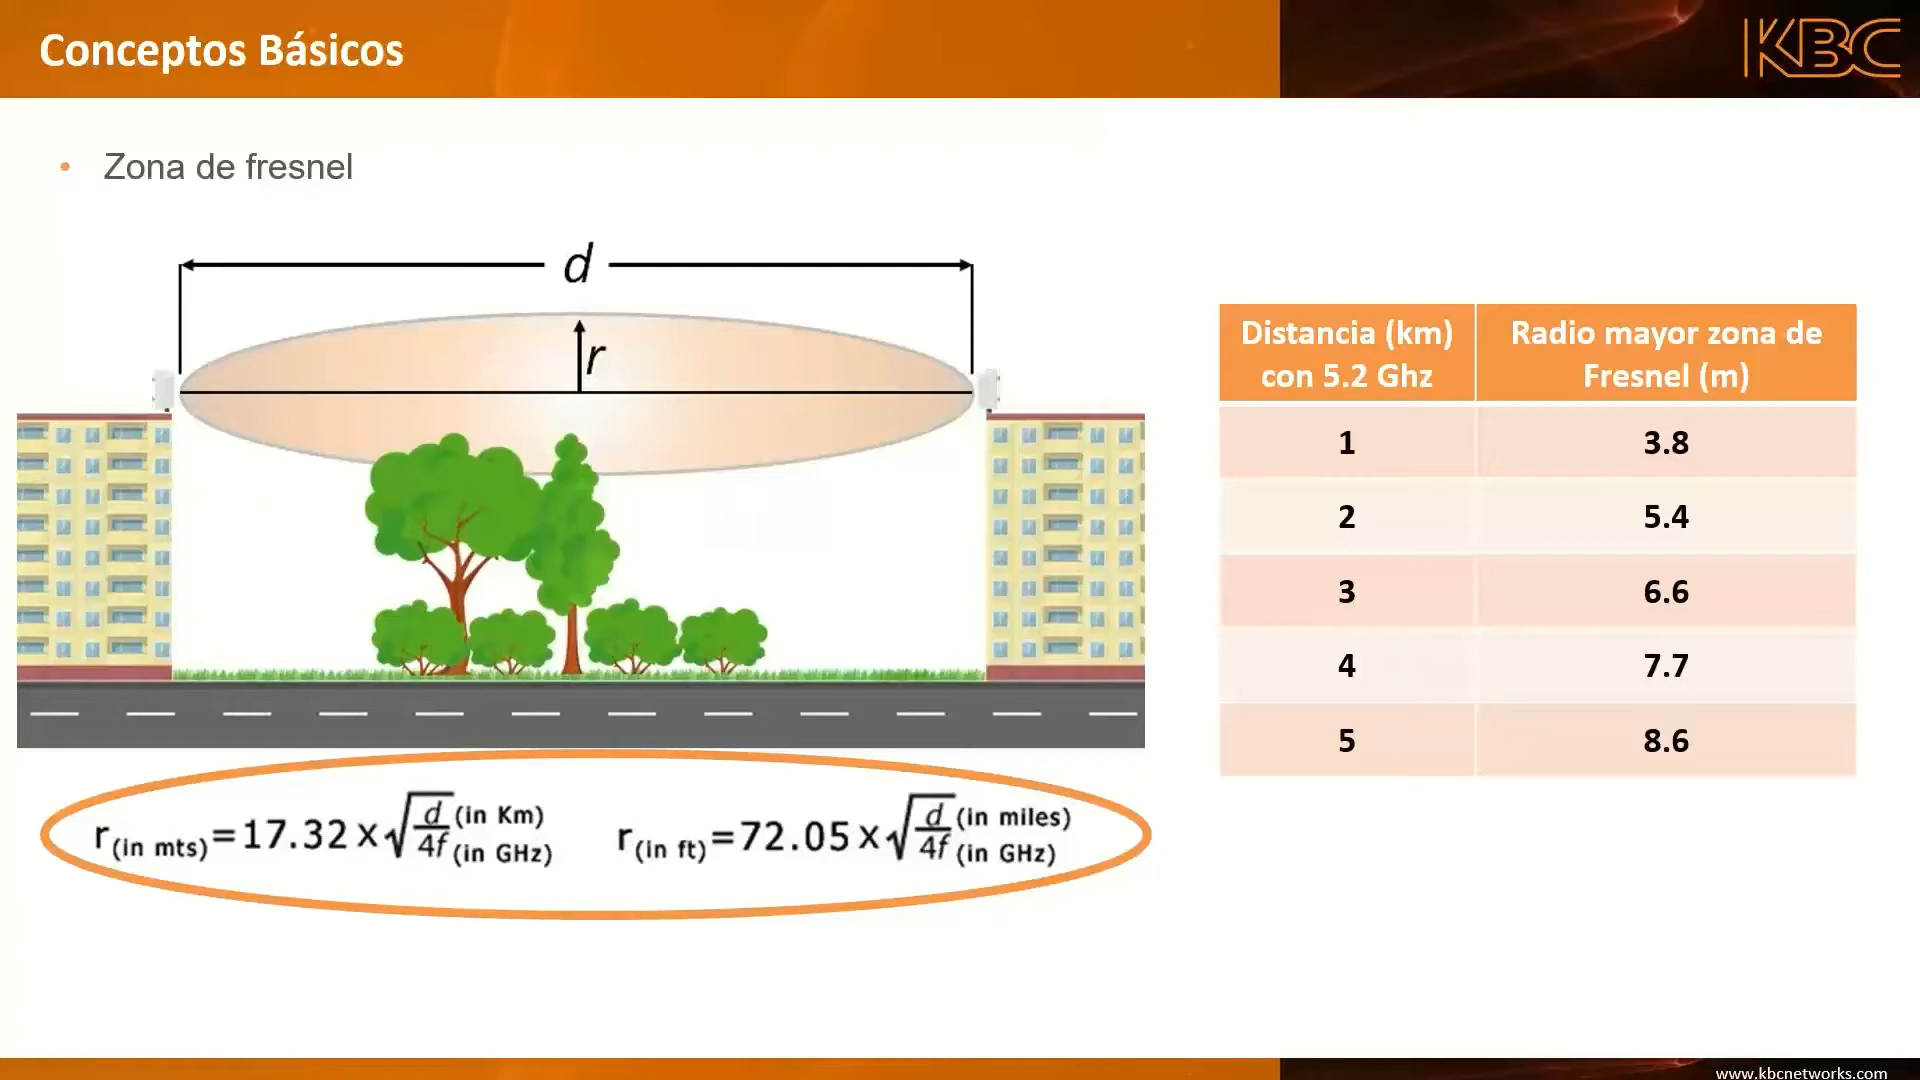 Conceptos Básicos
KBC
• Zona de fresnel
d
r
Distancia (km) con 5.2 Ghz	Radio mayor zona de Fresnel (m)
1	3.8
2	5.4
3	6.6
4	7.7
5	8.6
r(in mts)=17.32x√d/4f (in Km) (in GHz)
r(in ft)=72.05x√d/4f (in miles) (in GHz)
www.kbcnetworks.com